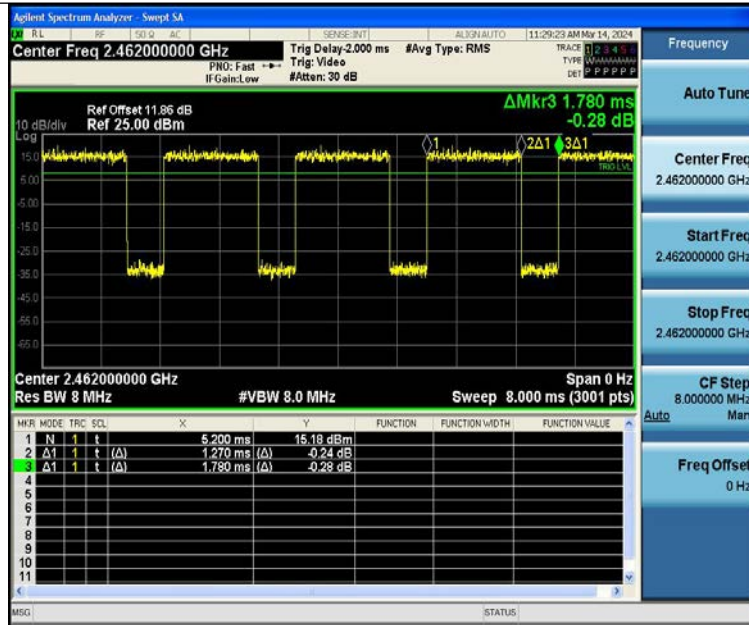 Agilent Spectrum Analyzer - Swept SA
RL RF 50 Ω AC SENSE:INT ALIGN AUTO 11:29:23 AM Mar 14, 2024
Center Freq 2.462000000 GHz
Trig Delay-2.000 ms #Avg Type: RMS
TRACE 1 2 3 4 5 6
PNO: Fast Trig: Video
TYPE
IFGain:Low #Atten: 30 dB
DET P P P P P P
ΔMkr3 1.780 ms
-0.28 dB
Ref Offset 11.86 dB
10 dB/div Ref 25.00 dBm
Log
1 2Δ1 3Δ1
15.0
TRIG LVL
5.00
-5.00
-15.0
-25.0
-35.0
-45.0
-55.0
-65.0
Center 2.462000000 GHz Span 0 Hz
Res BW 8 MHz #VBW 8.0 MHz Sweep 8.000 ms (3001 pts)
MKR MODE TRC SCL X Y FUNCTION FUNCTION WIDTH FUNCTION VALUE
1 N 1 t 5.200 ms 15.18 dBm
2 Δ1 1 t (Δ) 1.270 ms (Δ) -0.24 dB
3 Δ1 1 t (Δ) 1.780 ms (Δ) -0.28 dB
4
5
6
7
8
9
10
11
MSG STATUS
Frequency
Auto Tune
Center Freq
2.462000000 GHz
Start Freq
2.462000000 GHz
Stop Freq
2.462000000 GHz
CF Step
8.000000 MHz
Auto Man
Freq Offset
0 Hz